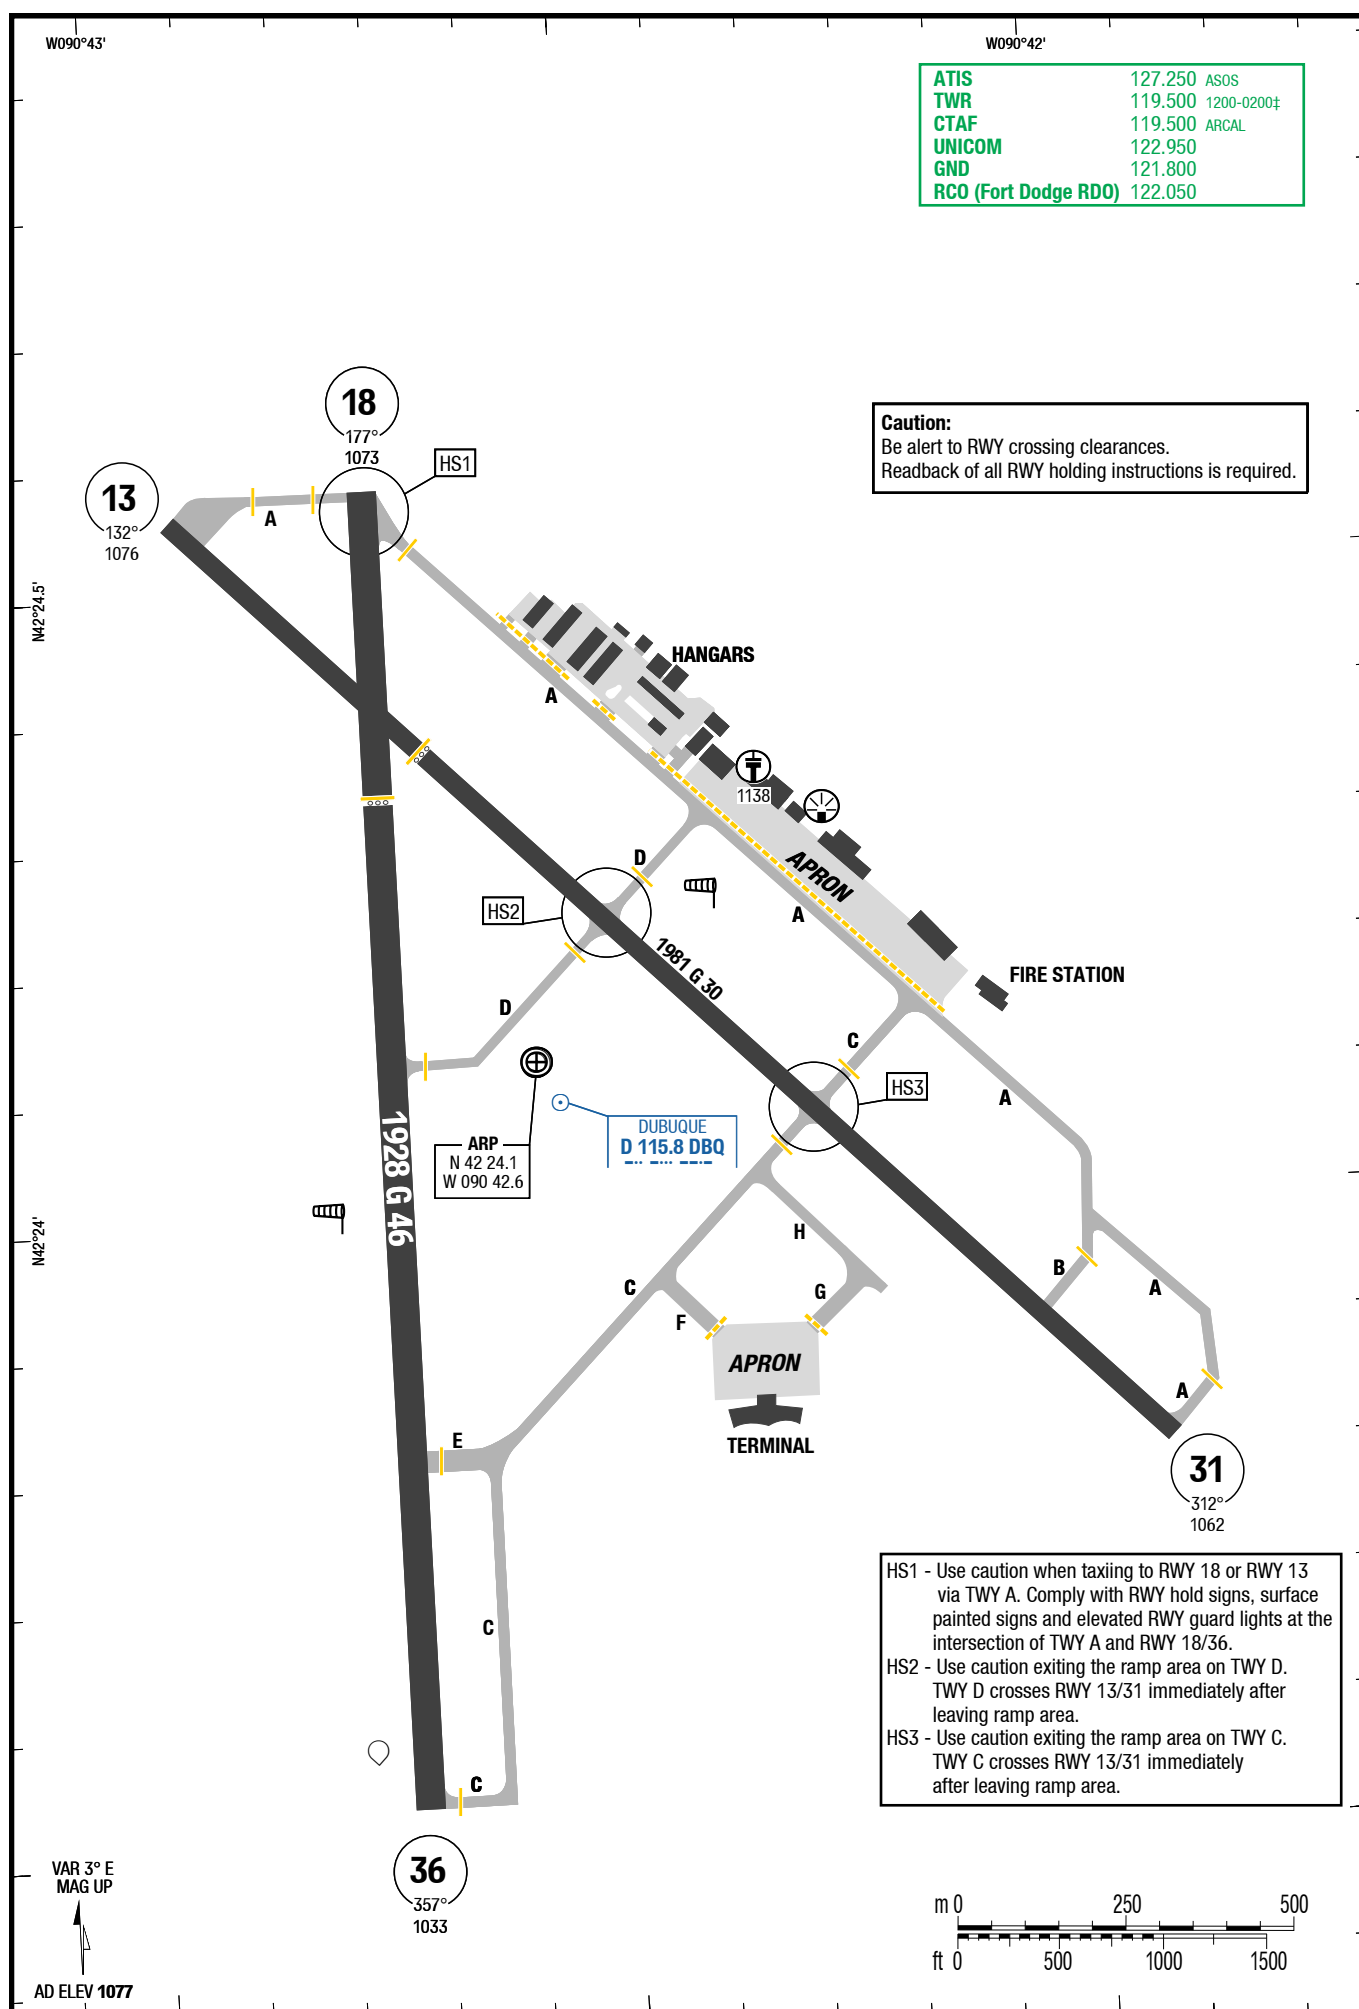 W090°43'
W090°42'
ATIS 127.250 ASOS
TWR 119.500 1200-0200‡
CTAF 119.500 ARCAL
UNICOM 122.950
GND 121.800
RCO (Fort Dodge RDO) 122.050
18
177°
1073
Caution:
Be alert to RWY crossing clearances.
Readback of all RWY holding instructions is required.
HS1
13
132°
1076
A
N42°24.5'
HANGARS
A
1138
D
APRON
HS2
A
1981 G 30
FIRE STATION
D
C
HS3
A
1928 G 46
ARP
N 42 24.1
W 090 42.6
DUBUQUE
D 115.8 DBQ
N42°24'
H
B
C
A
G
F
APRON
A
TERMINAL
E
31
312°
1062
HS1 - Use caution when taxiing to RWY 18 or RWY 13
via TWY A. Comply with RWY hold signs, surface
painted signs and elevated RWY guard lights at the
intersection of TWY A and RWY 18/36.
HS2 - Use caution exiting the ramp area on TWY D.
TWY D crosses RWY 13/31 immediately after
leaving ramp area.
HS3 - Use caution exiting the ramp area on TWY C.
TWY C crosses RWY 13/31 immediately
after leaving ramp area.
C
C
36
357°
1033
VAR 3° E
MAG UP
AD ELEV 1077
m 0 250 500
ft 0 500 1000 1500